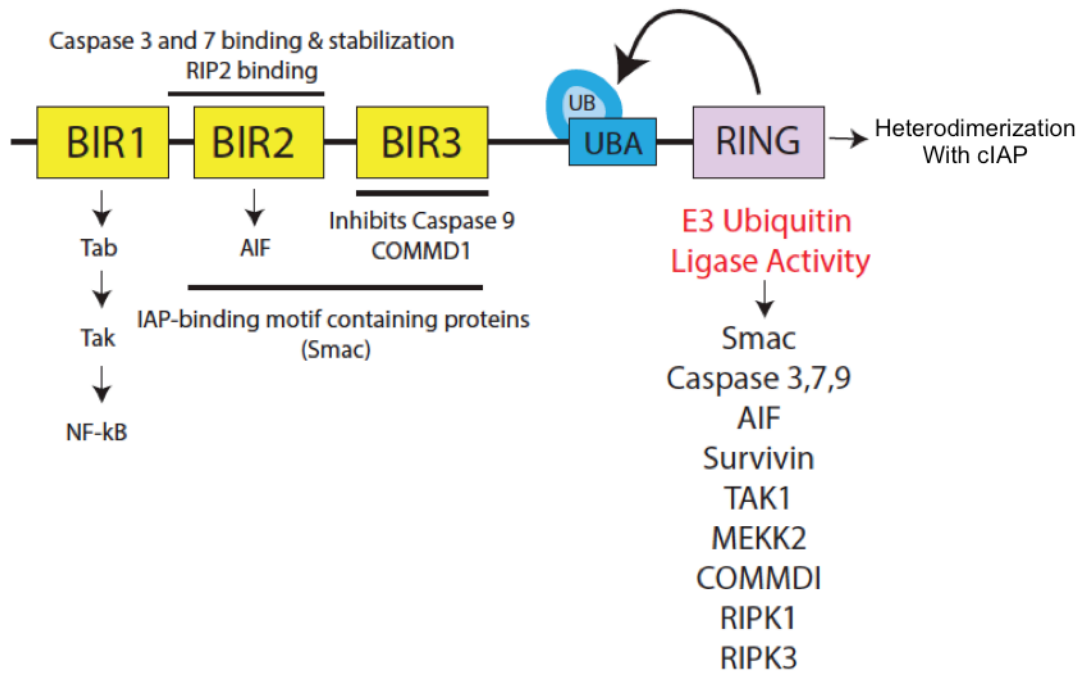 Caspase 3 and 7 binding & stabilization
RIP2 binding
BIR1
BIR2
BIR3
UB
UBA
RING
Heterodimerization
With cIAP
Tab
Tak
NF-kB
AIF
Inhibits Caspase 9
COMMD1
IAP-binding motif containing proteins
(Smac)
E3 Ubiquitin
Ligase Activity
Smac
Caspase 3,7,9
AIF
Survivin
TAK1
MEKK2
COMMDI
RIPK1
RIPK3